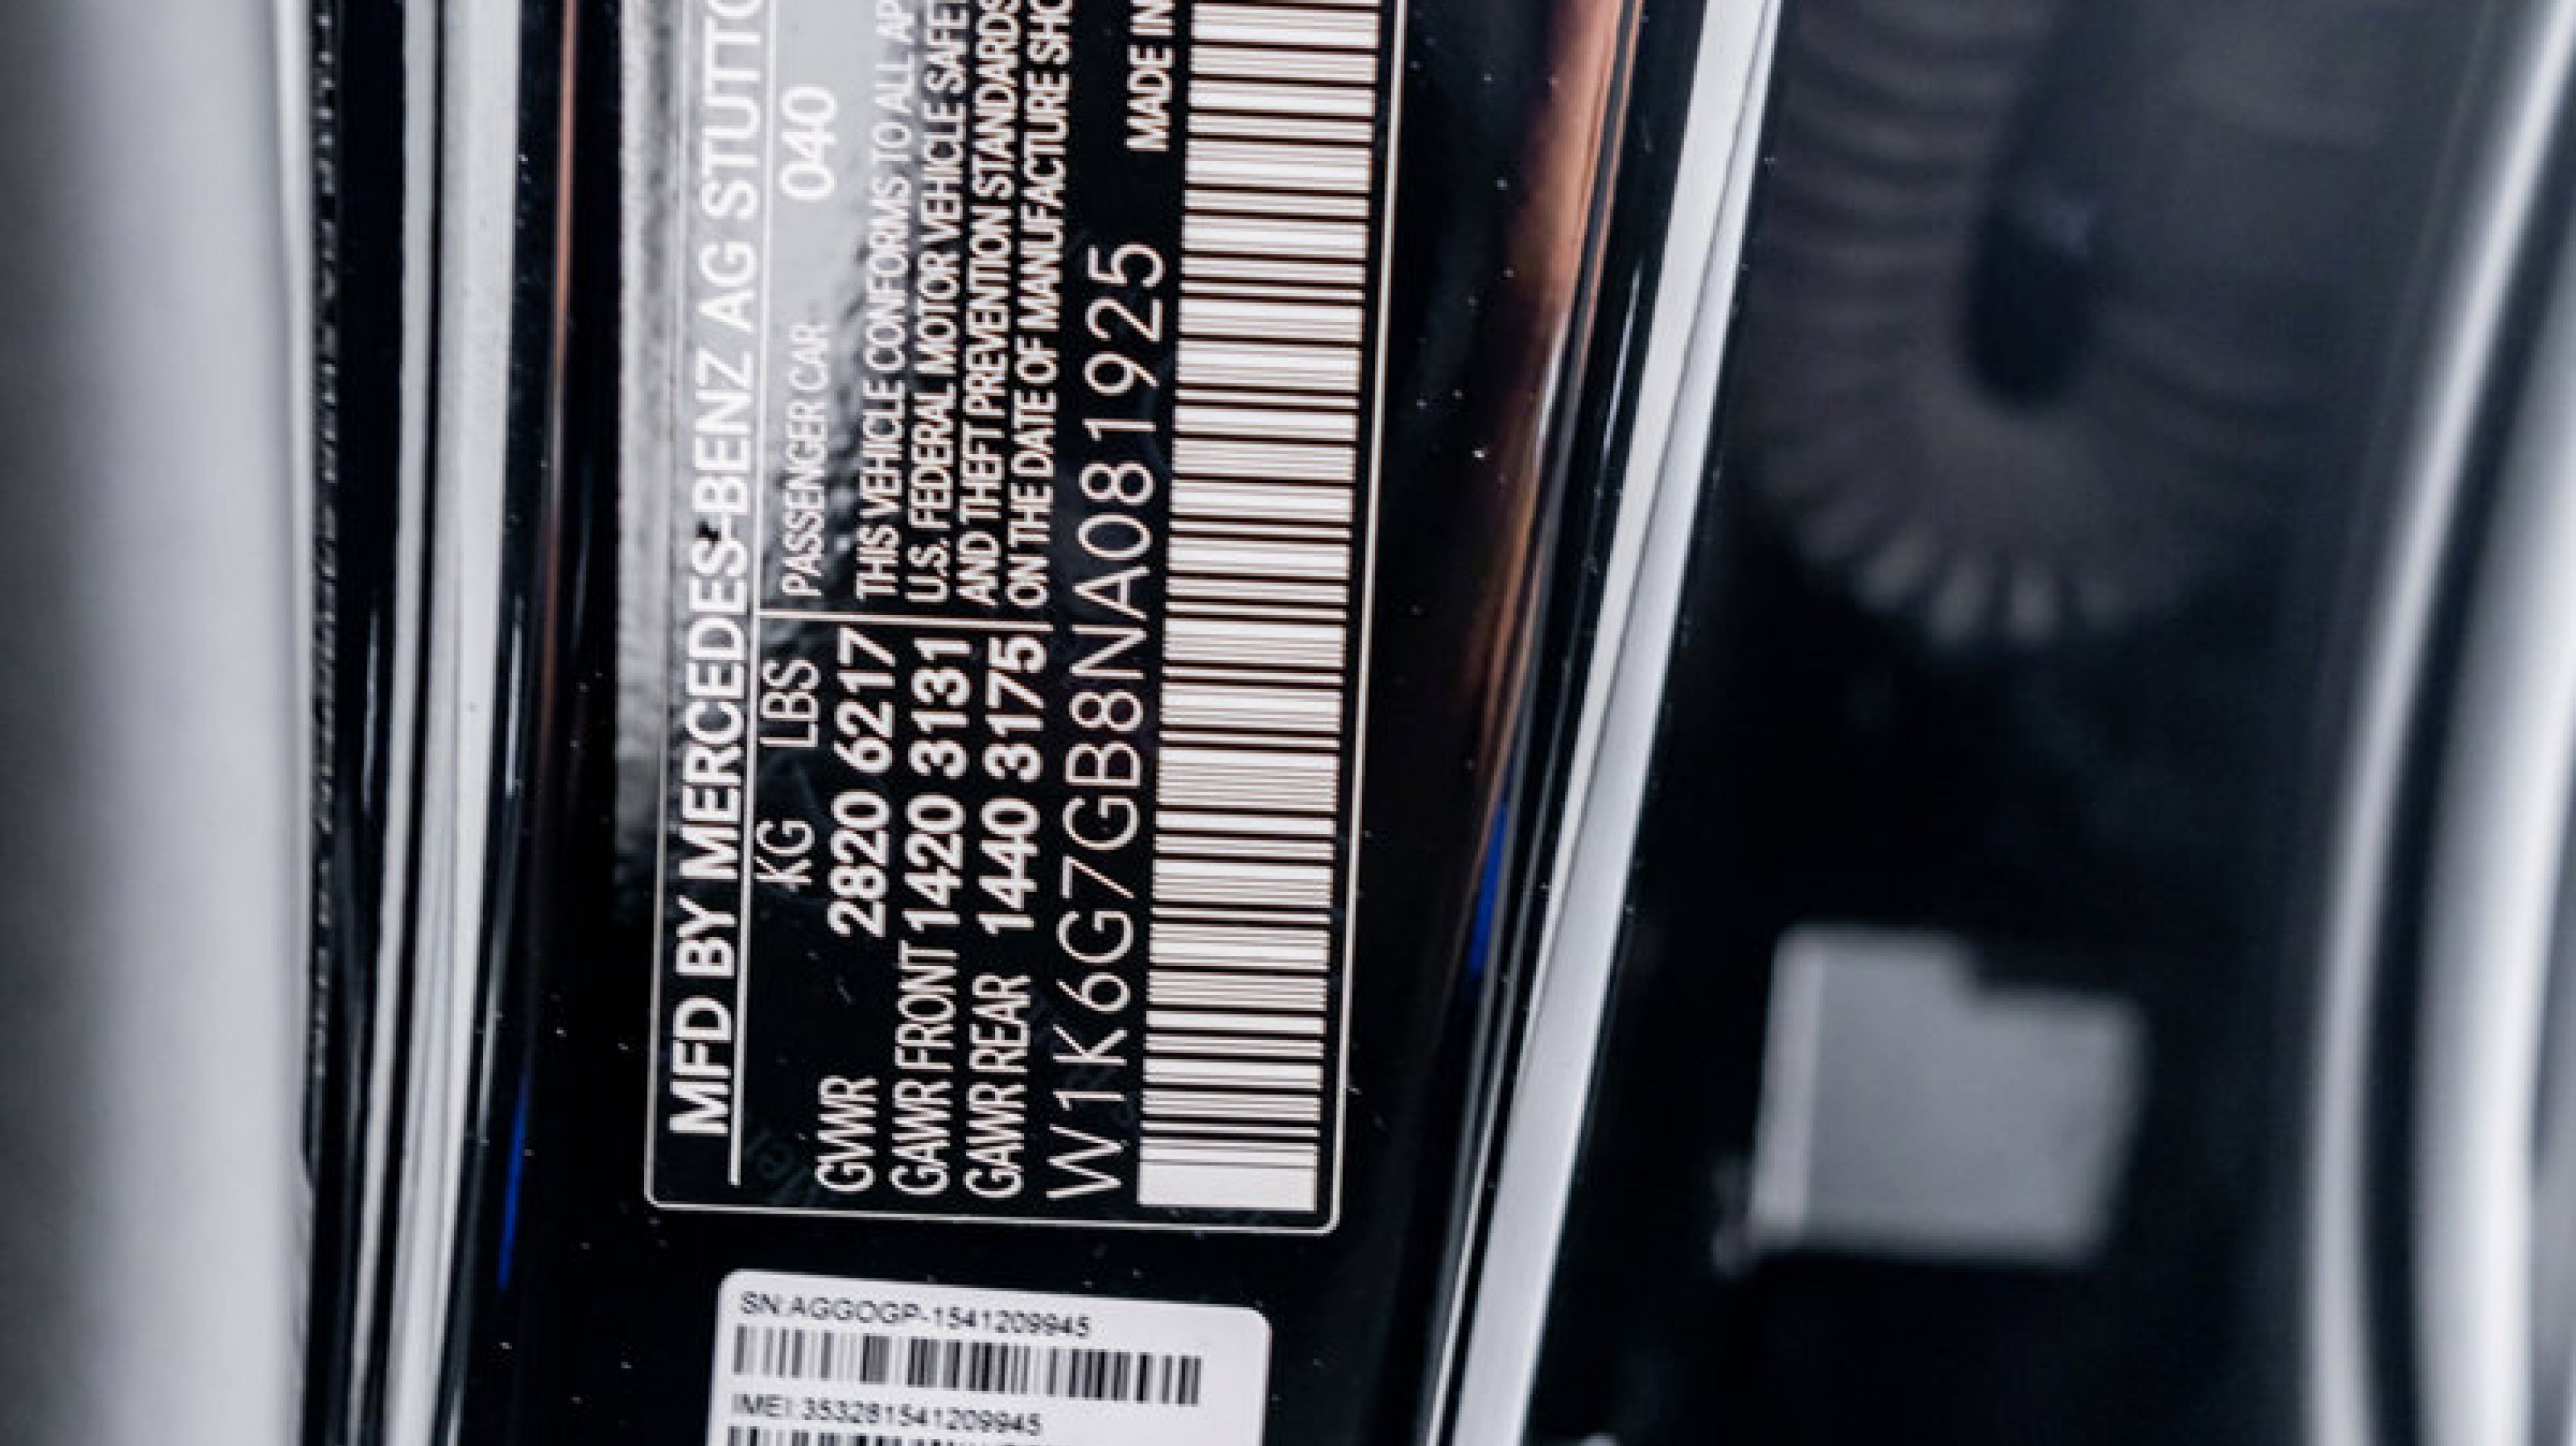 MFD BY MERCEDES-BENZ AG STUTTG
KG LBS
GVWR 2820 6217
GAWR FRONT 1420 3131
GAWR REAR 1440 3175
PASSENGER CAR 040
THIS VEHICLE CONFORMS TO ALL AP
U.S. FEDERAL MOTOR VEHICLE SAFET
AND THEFT PREVENTION STANDARDS
ON THE DATE OF MANUFACTURE SHO
W1K6G7GB8NA081925
MADE IN
SN:AGGOGP-1541209945
IMEI:353281541209945